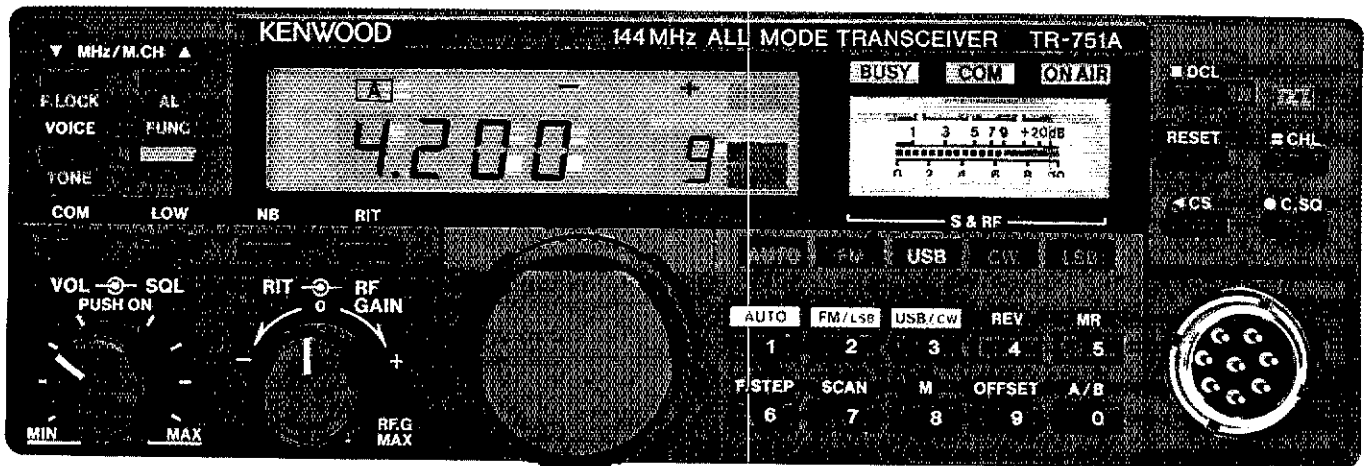 KENWOOD 144 MHz ALL MODE TRANSCEIVER TR-751A
▼ MHz/M.CH ▲
F.LOCK AL
VOICE FUNC
TONE
COM LOW NB RIT
A − +
4.200 9
BUSY COM ON AIR
1 3 5 7 9 +20dB
0 2 4 6 8 10
S & RF
■ DCL
RESET CHL
◄ CS ● C.SQ
AUTO FM USB CW LSB
VOL SQL
PUSH ON
MIN MAX
RIT RF
0 GAIN
− +
RF.G
MAX
AUTO FM/LSB USB/CW REV MR
1 2 3 4 5
F.STEP SCAN M OFFSET A/B
6 7 8 9 0